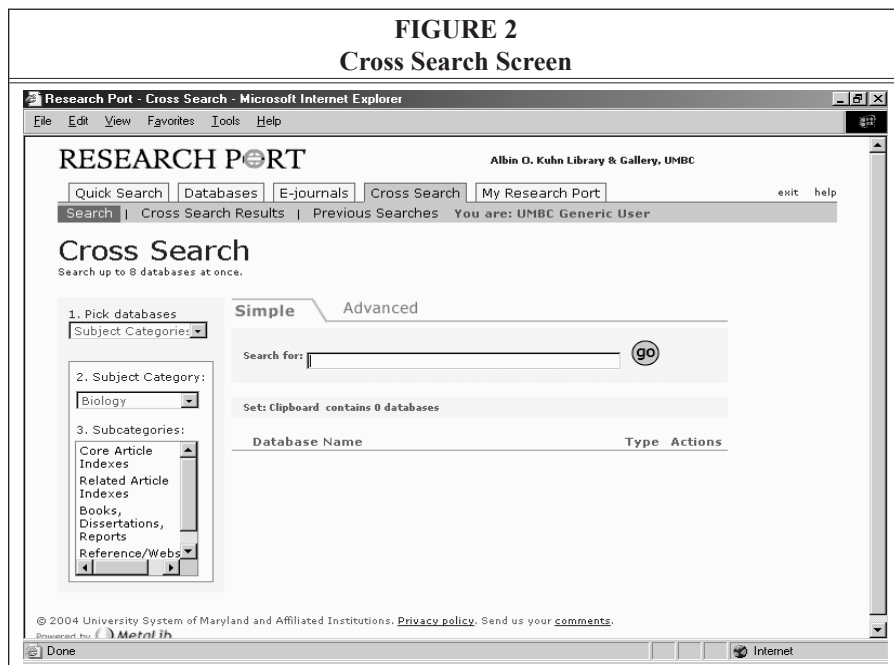 FIGURE 2
Cross Search Screen
Research Port - Cross Search - Microsoft Internet Explorer
File Edit View Favorites Tools Help
RESEARCH PORT
Albin O. Kuhn Library & Gallery, UMBC
Quick Search Databases E-journals Cross Search My Research Port exit help
Search | Cross Search Results | Previous Searches You are: UMBC Generic User
Cross Search
Search up to 8 databases at once.
1. Pick databases
Subject Categories
Simple Advanced
Search for: go
2. Subject Category:
Biology
Set: Clipboard contains 0 databases
3. Subcategories:
Database Name Type Actions
Core Article
Indexes
Related Article
Indexes
Books,
Dissertations,
Reports
Reference/Webs
© 2004 University System of Maryland and Affiliated Institutions. Privacy policy. Send us your comments.
Powered by MetaLib
Done Internet